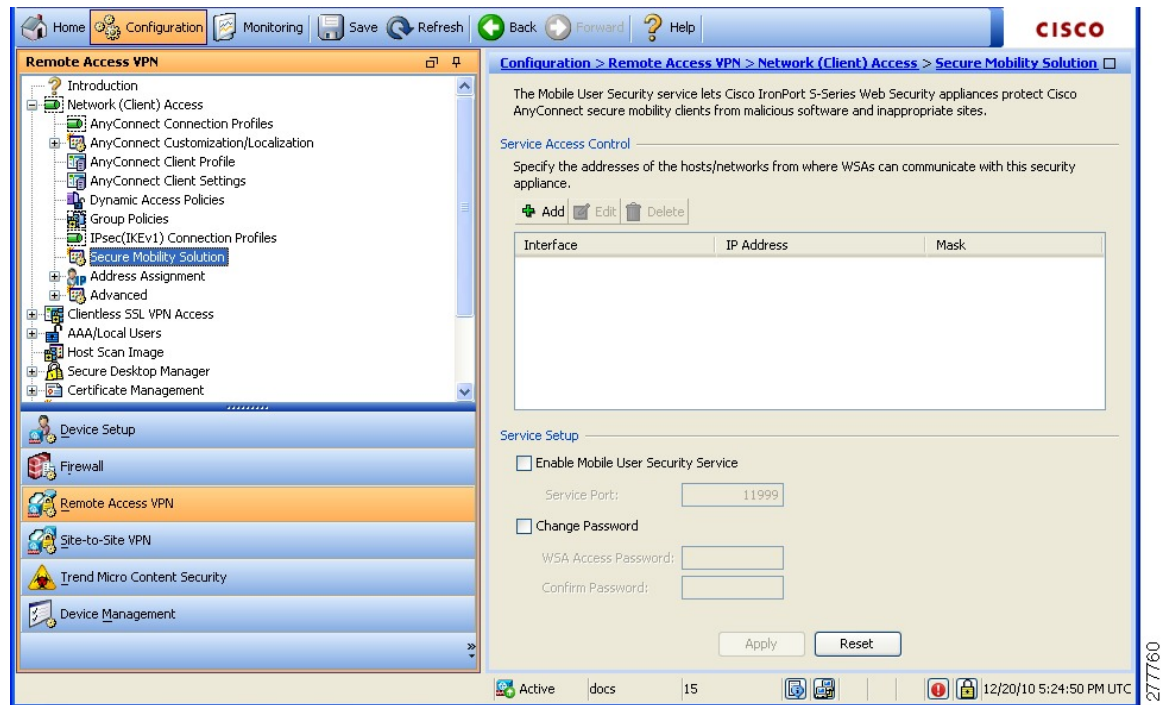 Home Configuration Monitoring Save Refresh Back Forward Help
CISCO
Remote Access VPN
Introduction
Network (Client) Access
AnyConnect Connection Profiles
AnyConnect Customization/Localization
AnyConnect Client Profile
AnyConnect Client Settings
Dynamic Access Policies
Group Policies
IPsec(IKEv1) Connection Profiles
Secure Mobility Solution
Address Assignment
Advanced
Clientless SSL VPN Access
AAA/Local Users
Host Scan Image
Secure Desktop Manager
Certificate Management
Device Setup
Firewall
Remote Access VPN
Site-to-Site VPN
Trend Micro Content Security
Device Management
Configuration > Remote Access VPN > Network (Client) Access > Secure Mobility Solution
The Mobile User Security service lets Cisco IronPort S-Series Web Security appliances protect Cisco
AnyConnect secure mobility clients from malicious software and inappropriate sites.
Service Access Control
Specify the addresses of the hosts/networks from where WSAs can communicate with this security
appliance.
Add Edit Delete
Interface IP Address Mask
Service Setup
Enable Mobile User Security Service
Service Port: 11999
Change Password
WSA Access Password:
Confirm Password:
Apply Reset
Active docs 15 12/20/10 5:24:50 PM UTC
277760